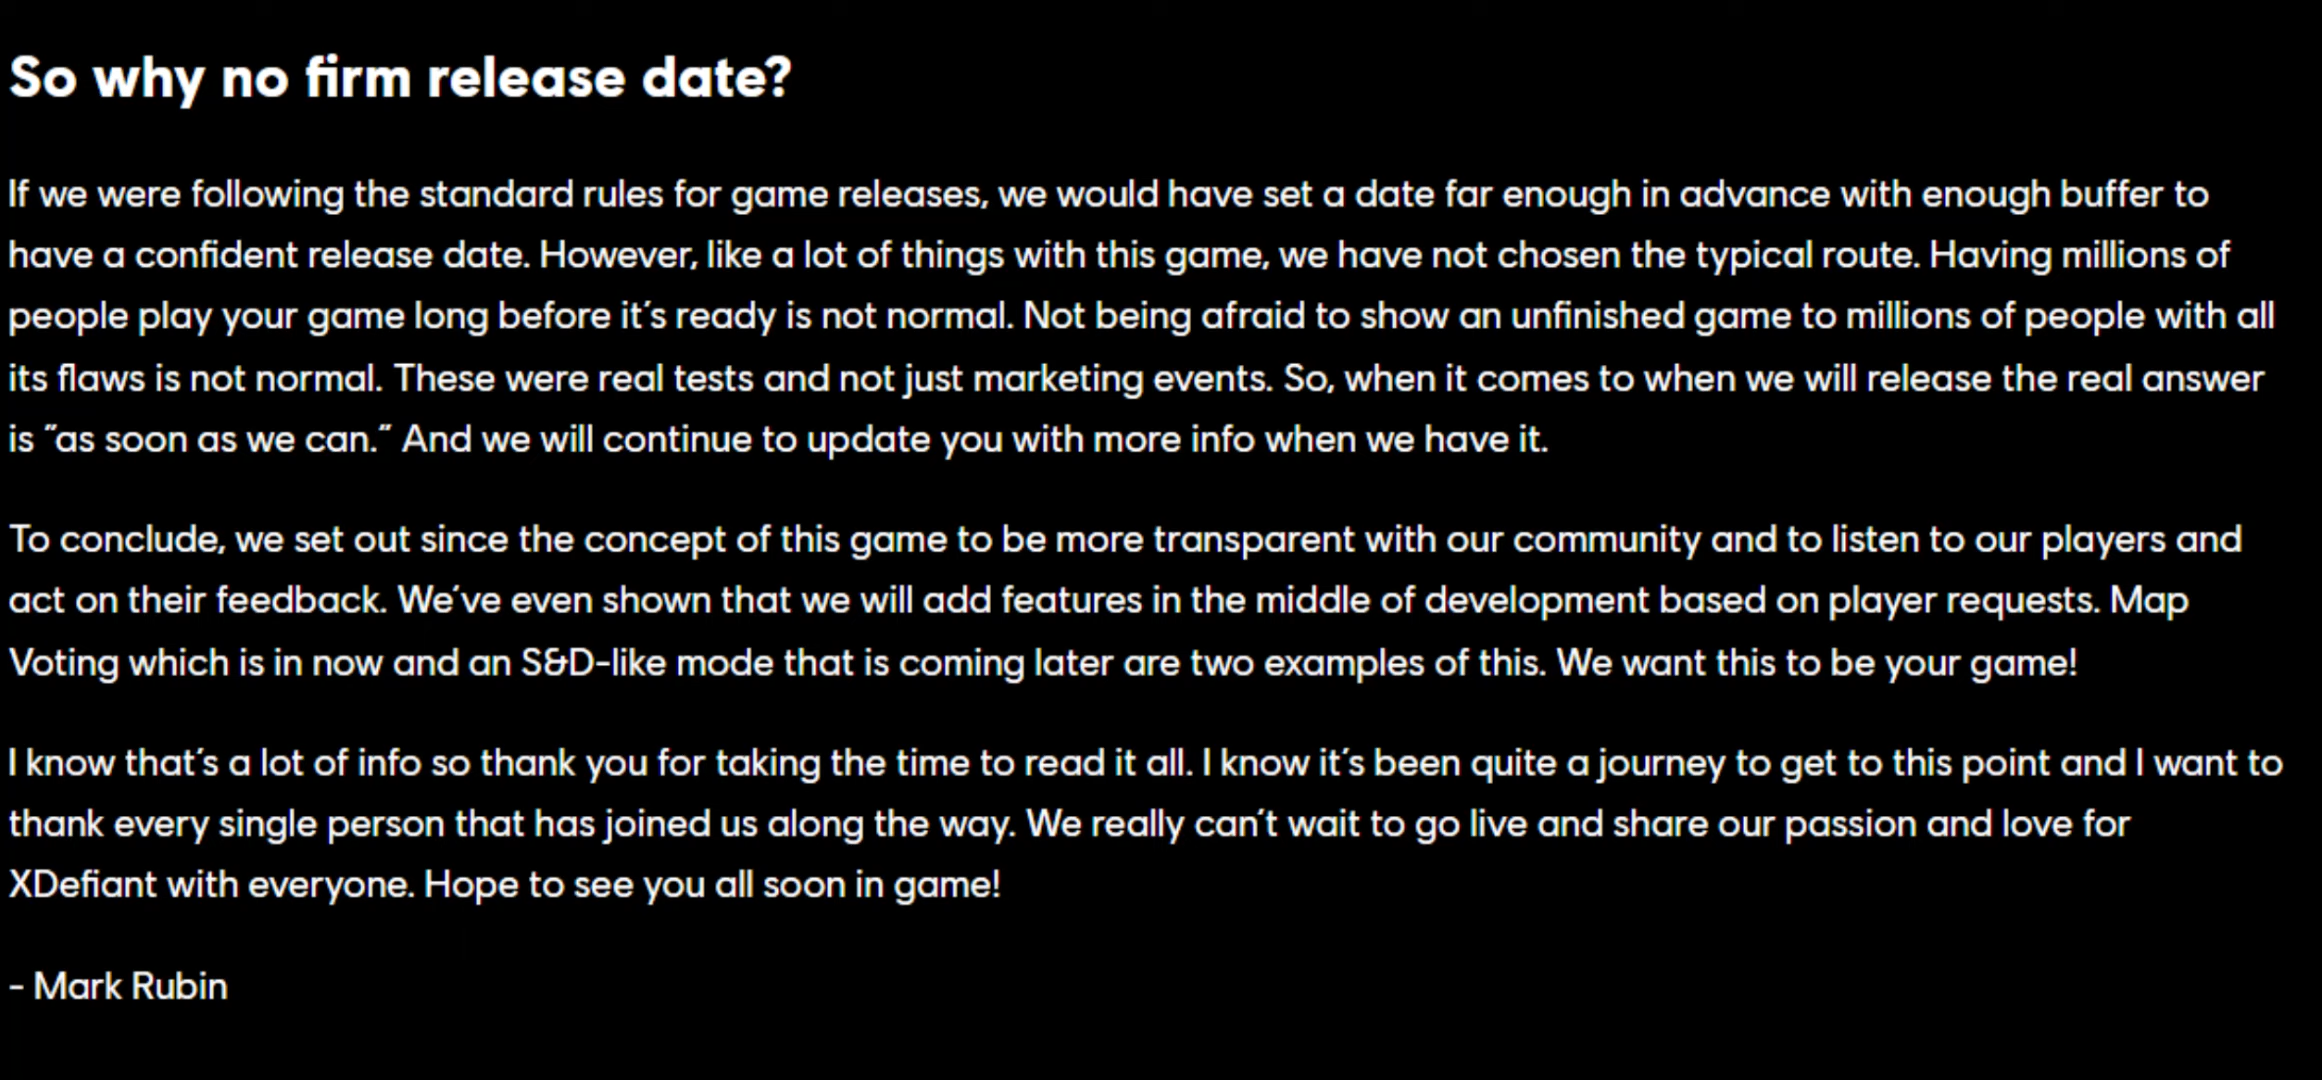 So why no firm release date?
If we were following the standard rules for game releases, we would have set a date far enough in advance with enough buffer to
have a confident release date. However, like a lot of things with this game, we have not chosen the typical route. Having millions of
people play your game long before it's ready is not normal. Not being afraid to show an unfinished game to millions of people with all
its flaws is not normal. These were real tests and not just marketing events. So, when it comes to when we will release the real answer
is "as soon as we can." And we will continue to update you with more info when we have it.
To conclude, we set out since the concept of this game to be more transparent with our community and to listen to our players and
act on their feedback. We've even shown that we will add features in the middle of development based on player requests. Map
Voting which is in now and an S&D-like mode that is coming later are two examples of this. We want this to be your game!
I know that's a lot of info so thank you for taking the time to read it all. I know it's been quite a journey to get to this point and I want to
thank every single person that has joined us along the way. We really can't wait to go live and share our passion and love for
XDefiant with everyone. Hope to see you all soon in game!
- Mark Rubin